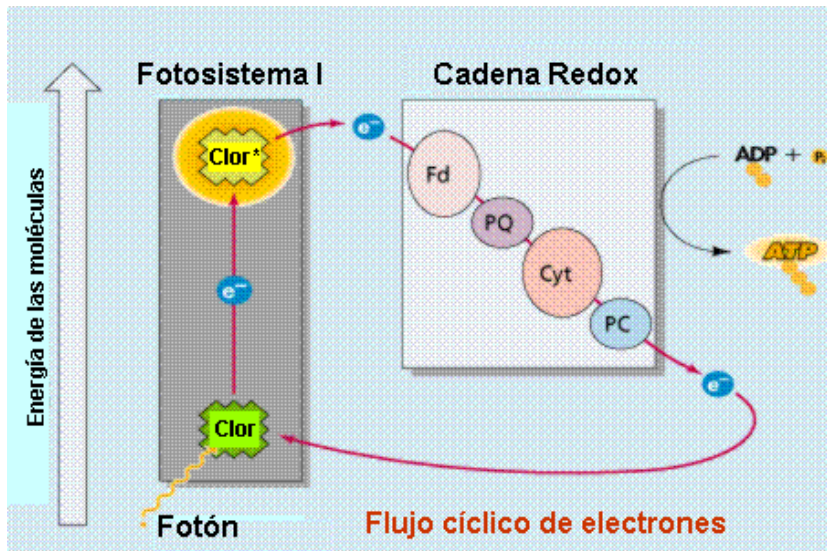 Fotosistema I
Cadena Redox
Energía de las moléculas
Clor*
e⁻
e⁻
Fd
PQ
Cyt
PC
ADP +
ATP
e⁻
Clor
Fotón
Flujo cíclico de electrones